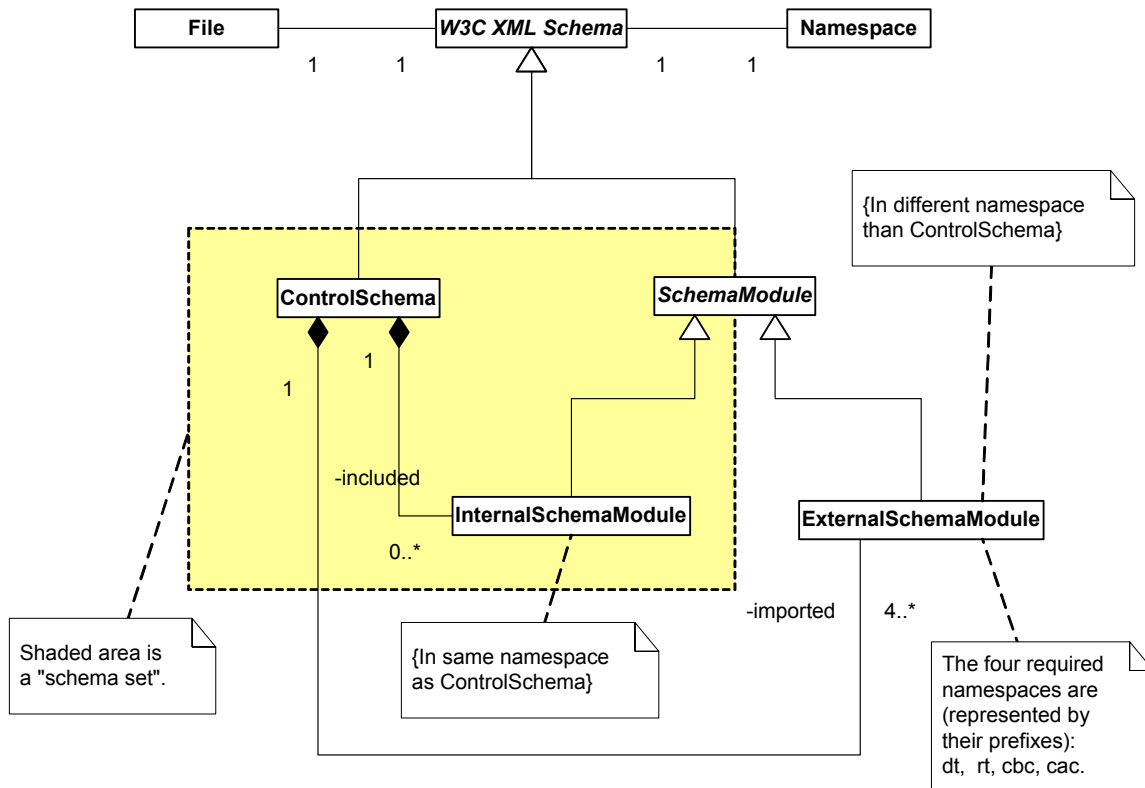 File
W3C XML Schema
Namespace
1
1
1
1
{In different namespace
than ControlSchema}
ControlSchema
SchemaModule
1
1
-included
InternalSchemaModule
ExternalSchemaModule
0..*
-imported
4..*
Shaded area is
a "schema set".
{In same namespace
as ControlSchema}
The four required
namespaces are
(represented by
their prefixes):
dt, rt, cbc, cac.